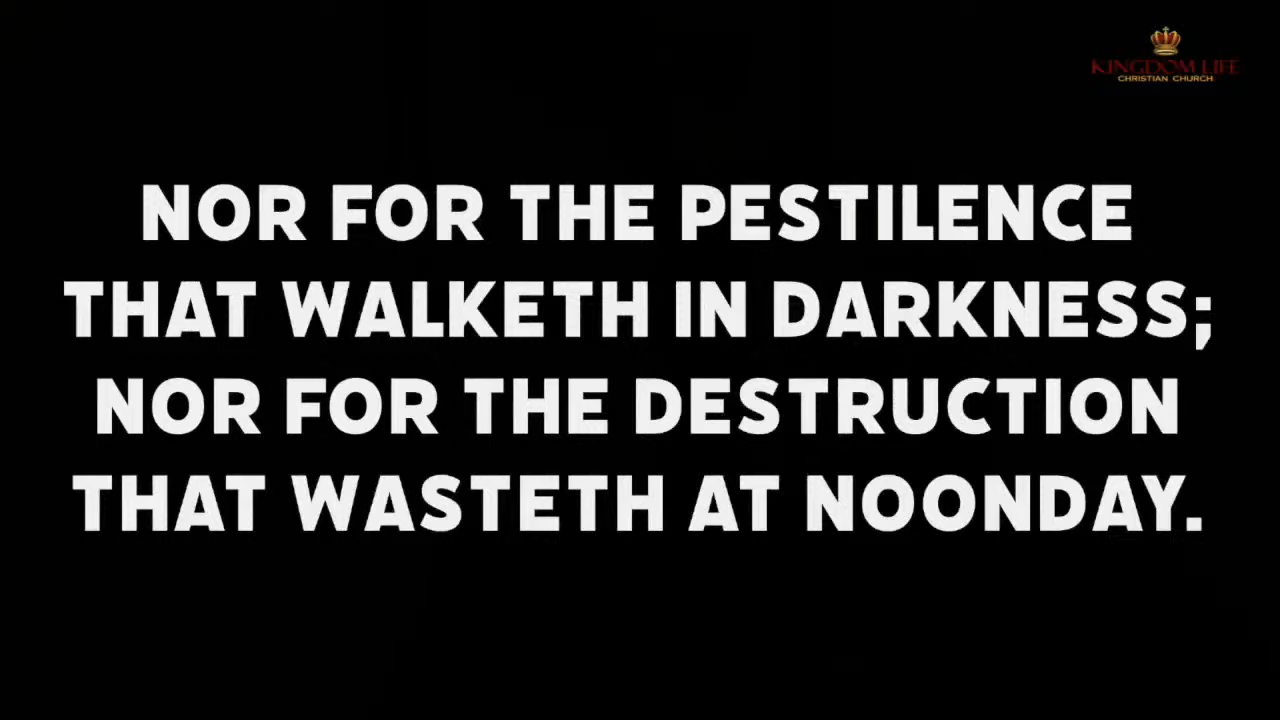 KINGDOM LIFE
CHRISTIAN CHURCH
NOR FOR THE PESTILENCE
THAT WALKETH IN DARKNESS;
NOR FOR THE DESTRUCTION
THAT WASTETH AT NOONDAY.